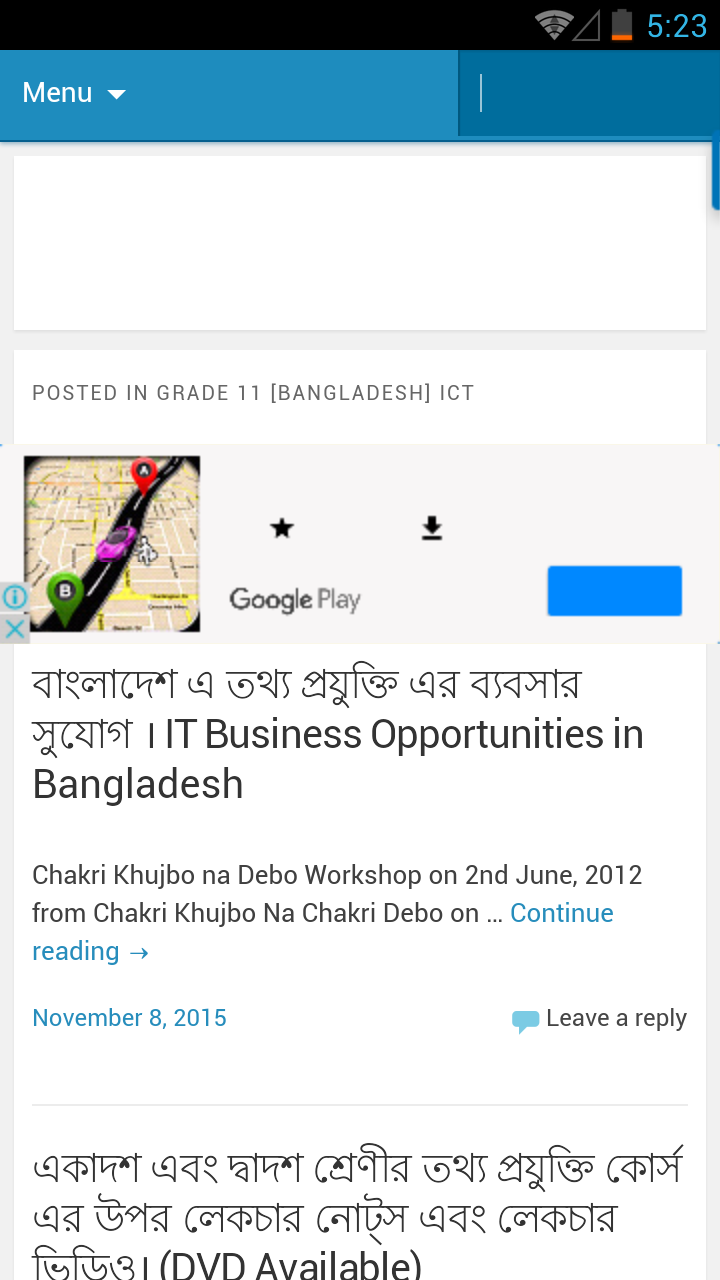 5:23
Menu
POSTED IN GRADE 11 [BANGLADESH] ICT
A
B
Google Play
বাংলাদেশ এ তথ্য প্রযুক্তি এর ব্যবসার
সুযোগ । IT Business Opportunities in
Bangladesh
Chakri Khujbo na Debo Workshop on 2nd June, 2012
from Chakri Khujbo Na Chakri Debo on ... Continue
reading →
November 8, 2015
Leave a reply
একাদশ এবং দ্বাদশ শ্রেণীর তথ্য প্রযুক্তি কোর্স
এর উপর লেকচার নোট্স এবং লেকচার
ভিডিও। (DVD Available)